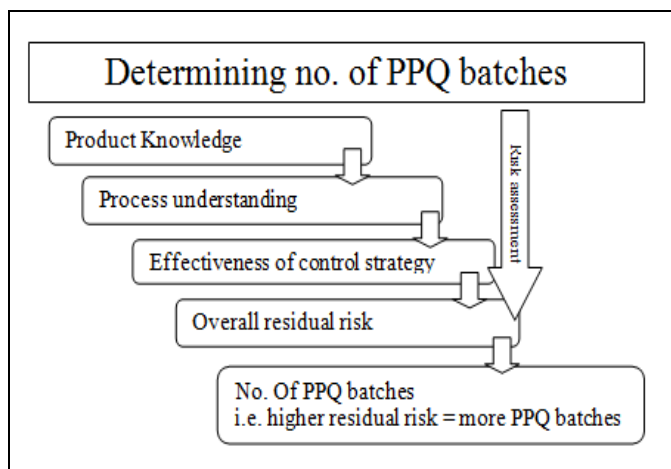 Determining no. of PPQ batches
Product Knowledge
Risk assessment
Process understanding
Effectiveness of control strategy
Overall residual risk
No. Of PPQ batches
i.e. higher residual risk = more PPQ batches